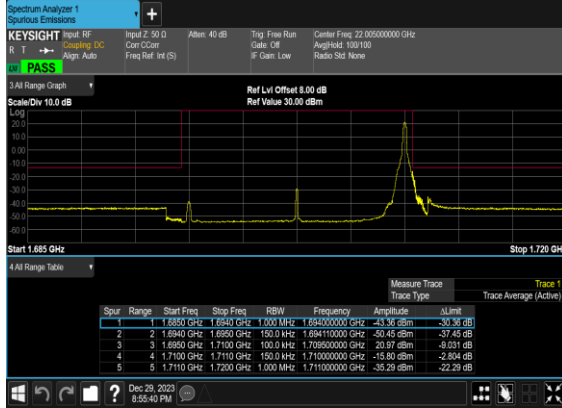 Spectrum Analyzer 1
Spurious Emissions
+
KEYSIGHT Input: RF Input Z: 50 Ω Atten: 40 dB Trig: Free Run Center Freq: 22.005000000 GHz
R T Coupling: DC Corr CCorr Gate: Off Avg|Hold: 100/100
Align: Auto Freq Ref: Int (S) IF Gain: Low Radio Std: None
PASS
3 All Range Graph
Ref Lvl Offset 8.00 dB
Scale/Div 10.0 dB Ref Value 30.00 dBm
Log
20.0
10.0
0.00
-10.0
-20.0
-30.0
-40.0
-50.0
-60.0
Start 1.685 GHz Stop 1.720 GH
4 All Range Table
Measure Trace Trace 1
Trace Type Trace Average (Active)
Spur Range Start Freq Stop Freq RBW Frequency Amplitude ΔLimit
1 1 1.6850 GHz 1.6940 GHz 1.000 MHz 1.694000000 GHz -43.36 dBm -30.36 dB
2 2 1.6940 GHz 1.6950 GHz 150.0 kHz 1.694110000 GHz -50.45 dBm -37.45 dB
3 3 1.6950 GHz 1.7100 GHz 100.0 kHz 1.709500000 GHz 20.97 dBm -9.031 dB
4 4 1.7100 GHz 1.7110 GHz 150.0 kHz 1.710000000 GHz -15.80 dBm -2.804 dB
5 5 1.7110 GHz 1.7200 GHz 1.000 MHz 1.711000000 GHz -35.29 dBm -22.29 dB
? Dec 29, 2023
8:55:40 PM